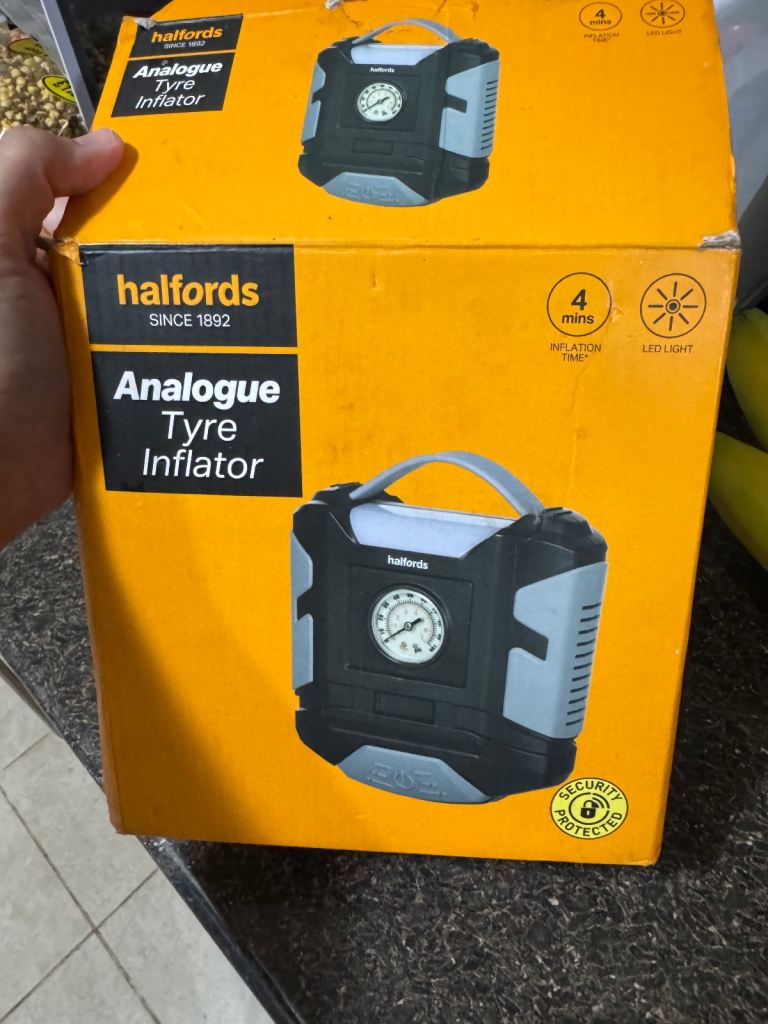 halfords
SINCE 1892
Analogue
Tyre
Inflator
4
mins
INFLATION
TIME*
LED LIGHT
halfords
halfords
SINCE 1892
Analogue
Tyre
Inflator
4
mins
INFLATION
TIME*
LED LIGHT
halfords
SECURITY
PROTECTED